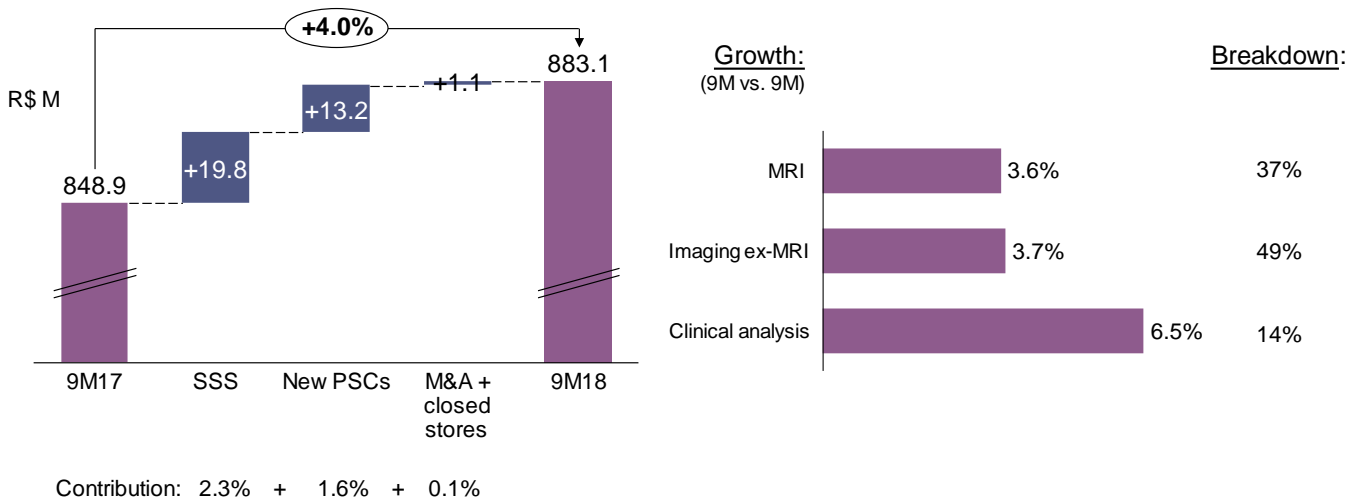 +4.0%
R$ M
848.9
+19.8
+13.2
+1.1
883.1
9M17
SSS
New PSCs
M&A +
closed
stores
9M18
Contribution: 2.3% + 1.6% + 0.1%
Growth:
(9M vs. 9M)
Breakdown:
MRI 3.6% 37%
Imaging ex-MRI 3.7% 49%
Clinical analysis 6.5% 14%